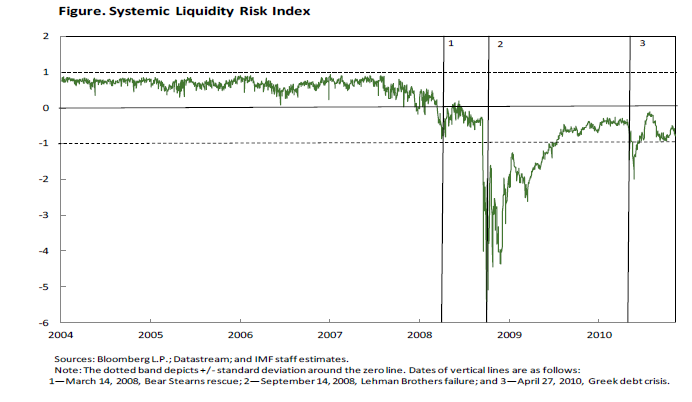 Figure. Systemic Liquidity Risk Index
2
1
0
-1
-2
-3
-4
-5
-6
1
2
3
2004 2005 2006 2007 2008 2009 2010
Sources: Bloomberg L.P.; Datastream; and IMF staff estimates.
Note: The dotted band depicts +/- standard deviation around the zero line. Dates of vertical lines are as follows:
1—March 14, 2008, Bear Stearns rescue; 2—September 14, 2008, Lehman Brothers failure; and 3—April 27, 2010, Greek debt crisis.